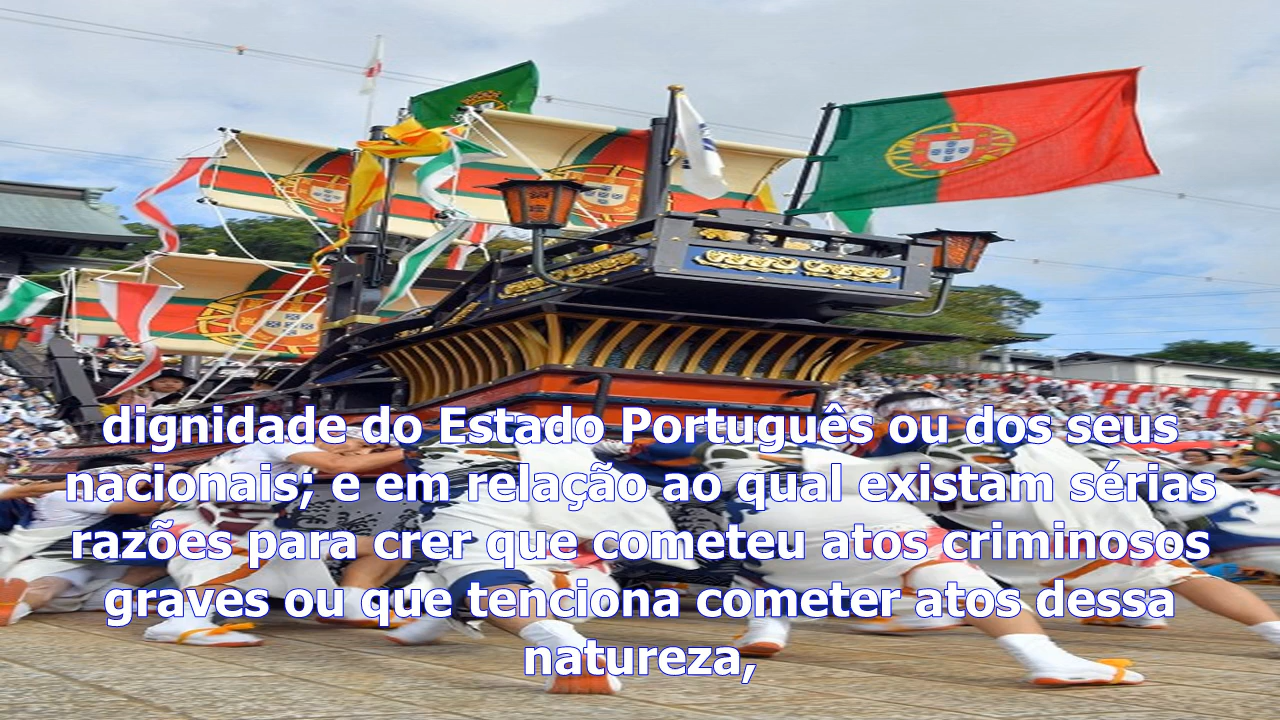 dignidade do Estado Português ou dos seus
nacionais; e em relação ao qual existam sérias
razões para crer que cometeu atos criminosos
graves ou que tenciona cometer atos dessa
natureza,